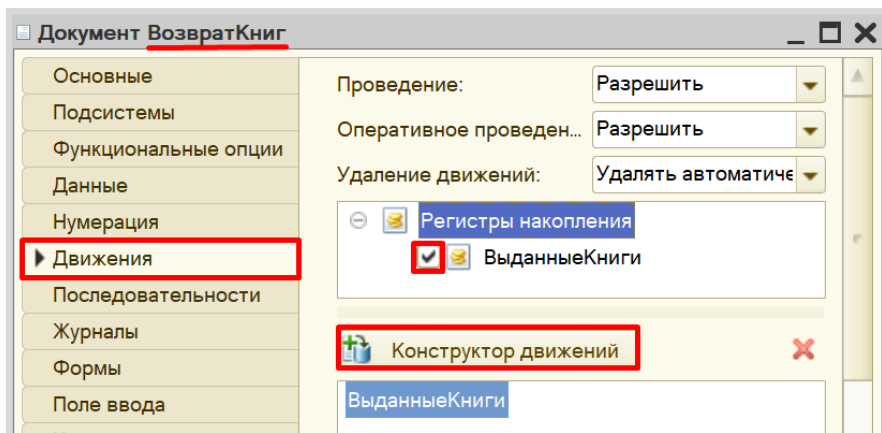 Документ ВозвратКниг
Основные
Подсистемы
Функциональные опции
Данные
Нумерация
Движения
Последовательности
Журналы
Формы
Поле ввода
Проведение: Разрешить
Оперативное проведен... Разрешить
Удаление движений: Удалять автоматиче
Регистры накопления
ВыданныеКниги
Конструктор движений
ВыданныеКниги